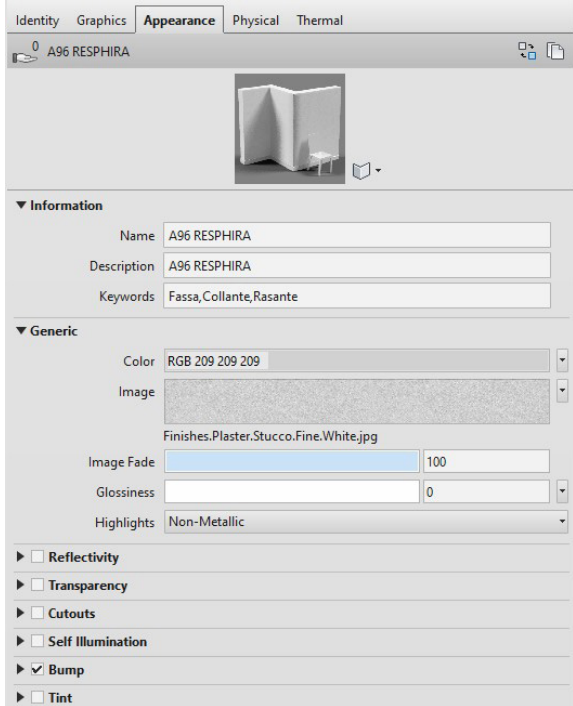 Identity Graphics Appearance Physical Thermal
0 A96 RESPHIRA
Information
Name A96 RESPHIRA
Description A96 RESPHIRA
Keywords Fassa,Collante,Rasante
Generic
Color RGB 209 209 209
Image
Finishes.Plaster.Stucco.Fine.White.jpg
Image Fade 100
Glossiness 0
Highlights Non-Metallic
Reflectivity
Transparency
Cutouts
Self Illumination
Bump
Tint